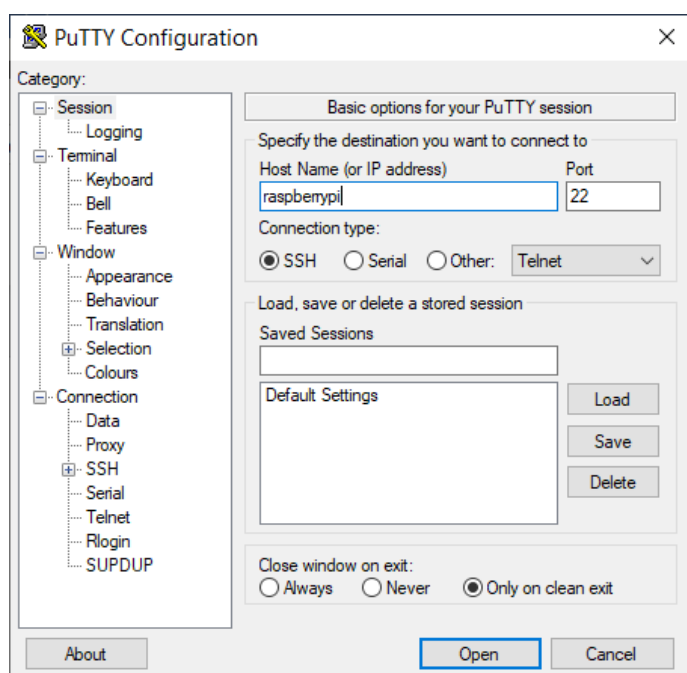 PuTTY Configuration
Category:
Session
Logging
Terminal
Keyboard
Bell
Features
Window
Appearance
Behaviour
Translation
Selection
Colours
Connection
Data
Proxy
SSH
Serial
Telnet
Rlogin
SUPDUP
Basic options for your PuTTY session
Specify the destination you want to connect to
Host Name (or IP address) Port
raspberrypi 22
Connection type:
SSH Serial Other: Telnet
Load, save or delete a stored session
Saved Sessions
Default Settings
Load
Save
Delete
Close window on exit:
Always Never Only on clean exit
About Open Cancel